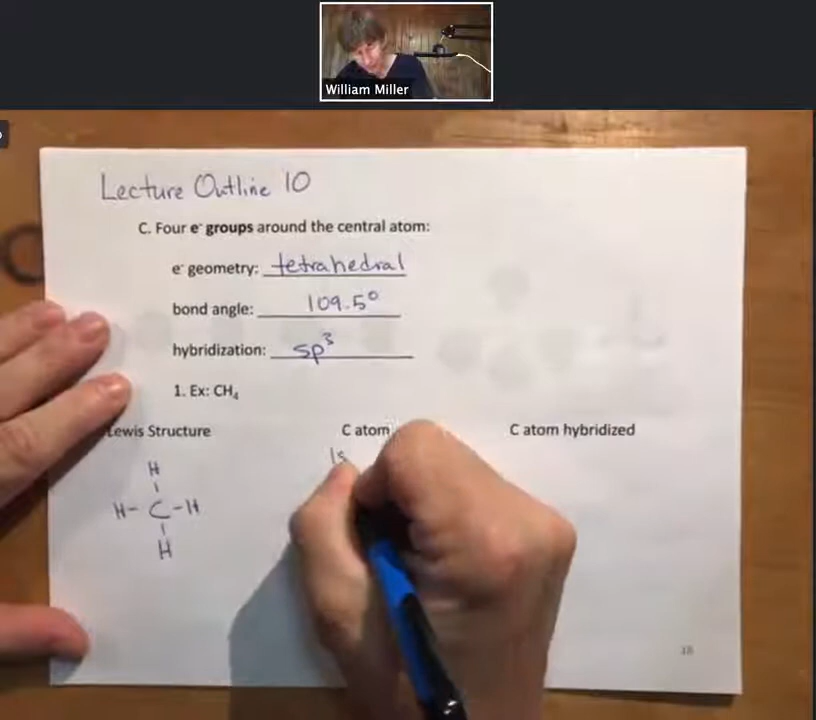 William Miller
Lecture Outline 10
C. Four e⁻ groups around the central atom:
e⁻ geometry: tetrahedral
bond angle: 109.5°
hybridization: sp³
1. Ex: CH₄
Lewis Structure C atom C atom hybridized
1s
H
H-C-H
H
18